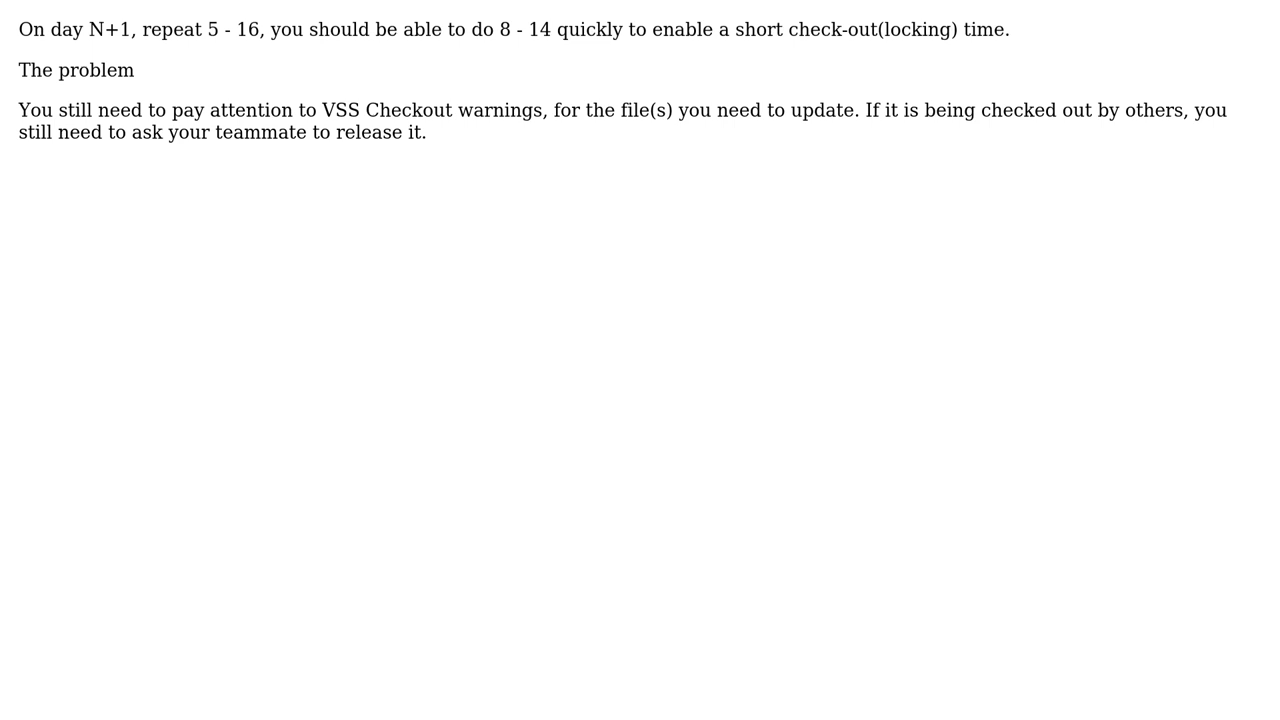 On day N+1, repeat 5 - 16, you should be able to do 8 - 14 quickly to enable a short check-out(locking) time.
The problem
You still need to pay attention to VSS Checkout warnings, for the file(s) you need to update. If it is being checked out by others, you
still need to ask your teammate to release it.